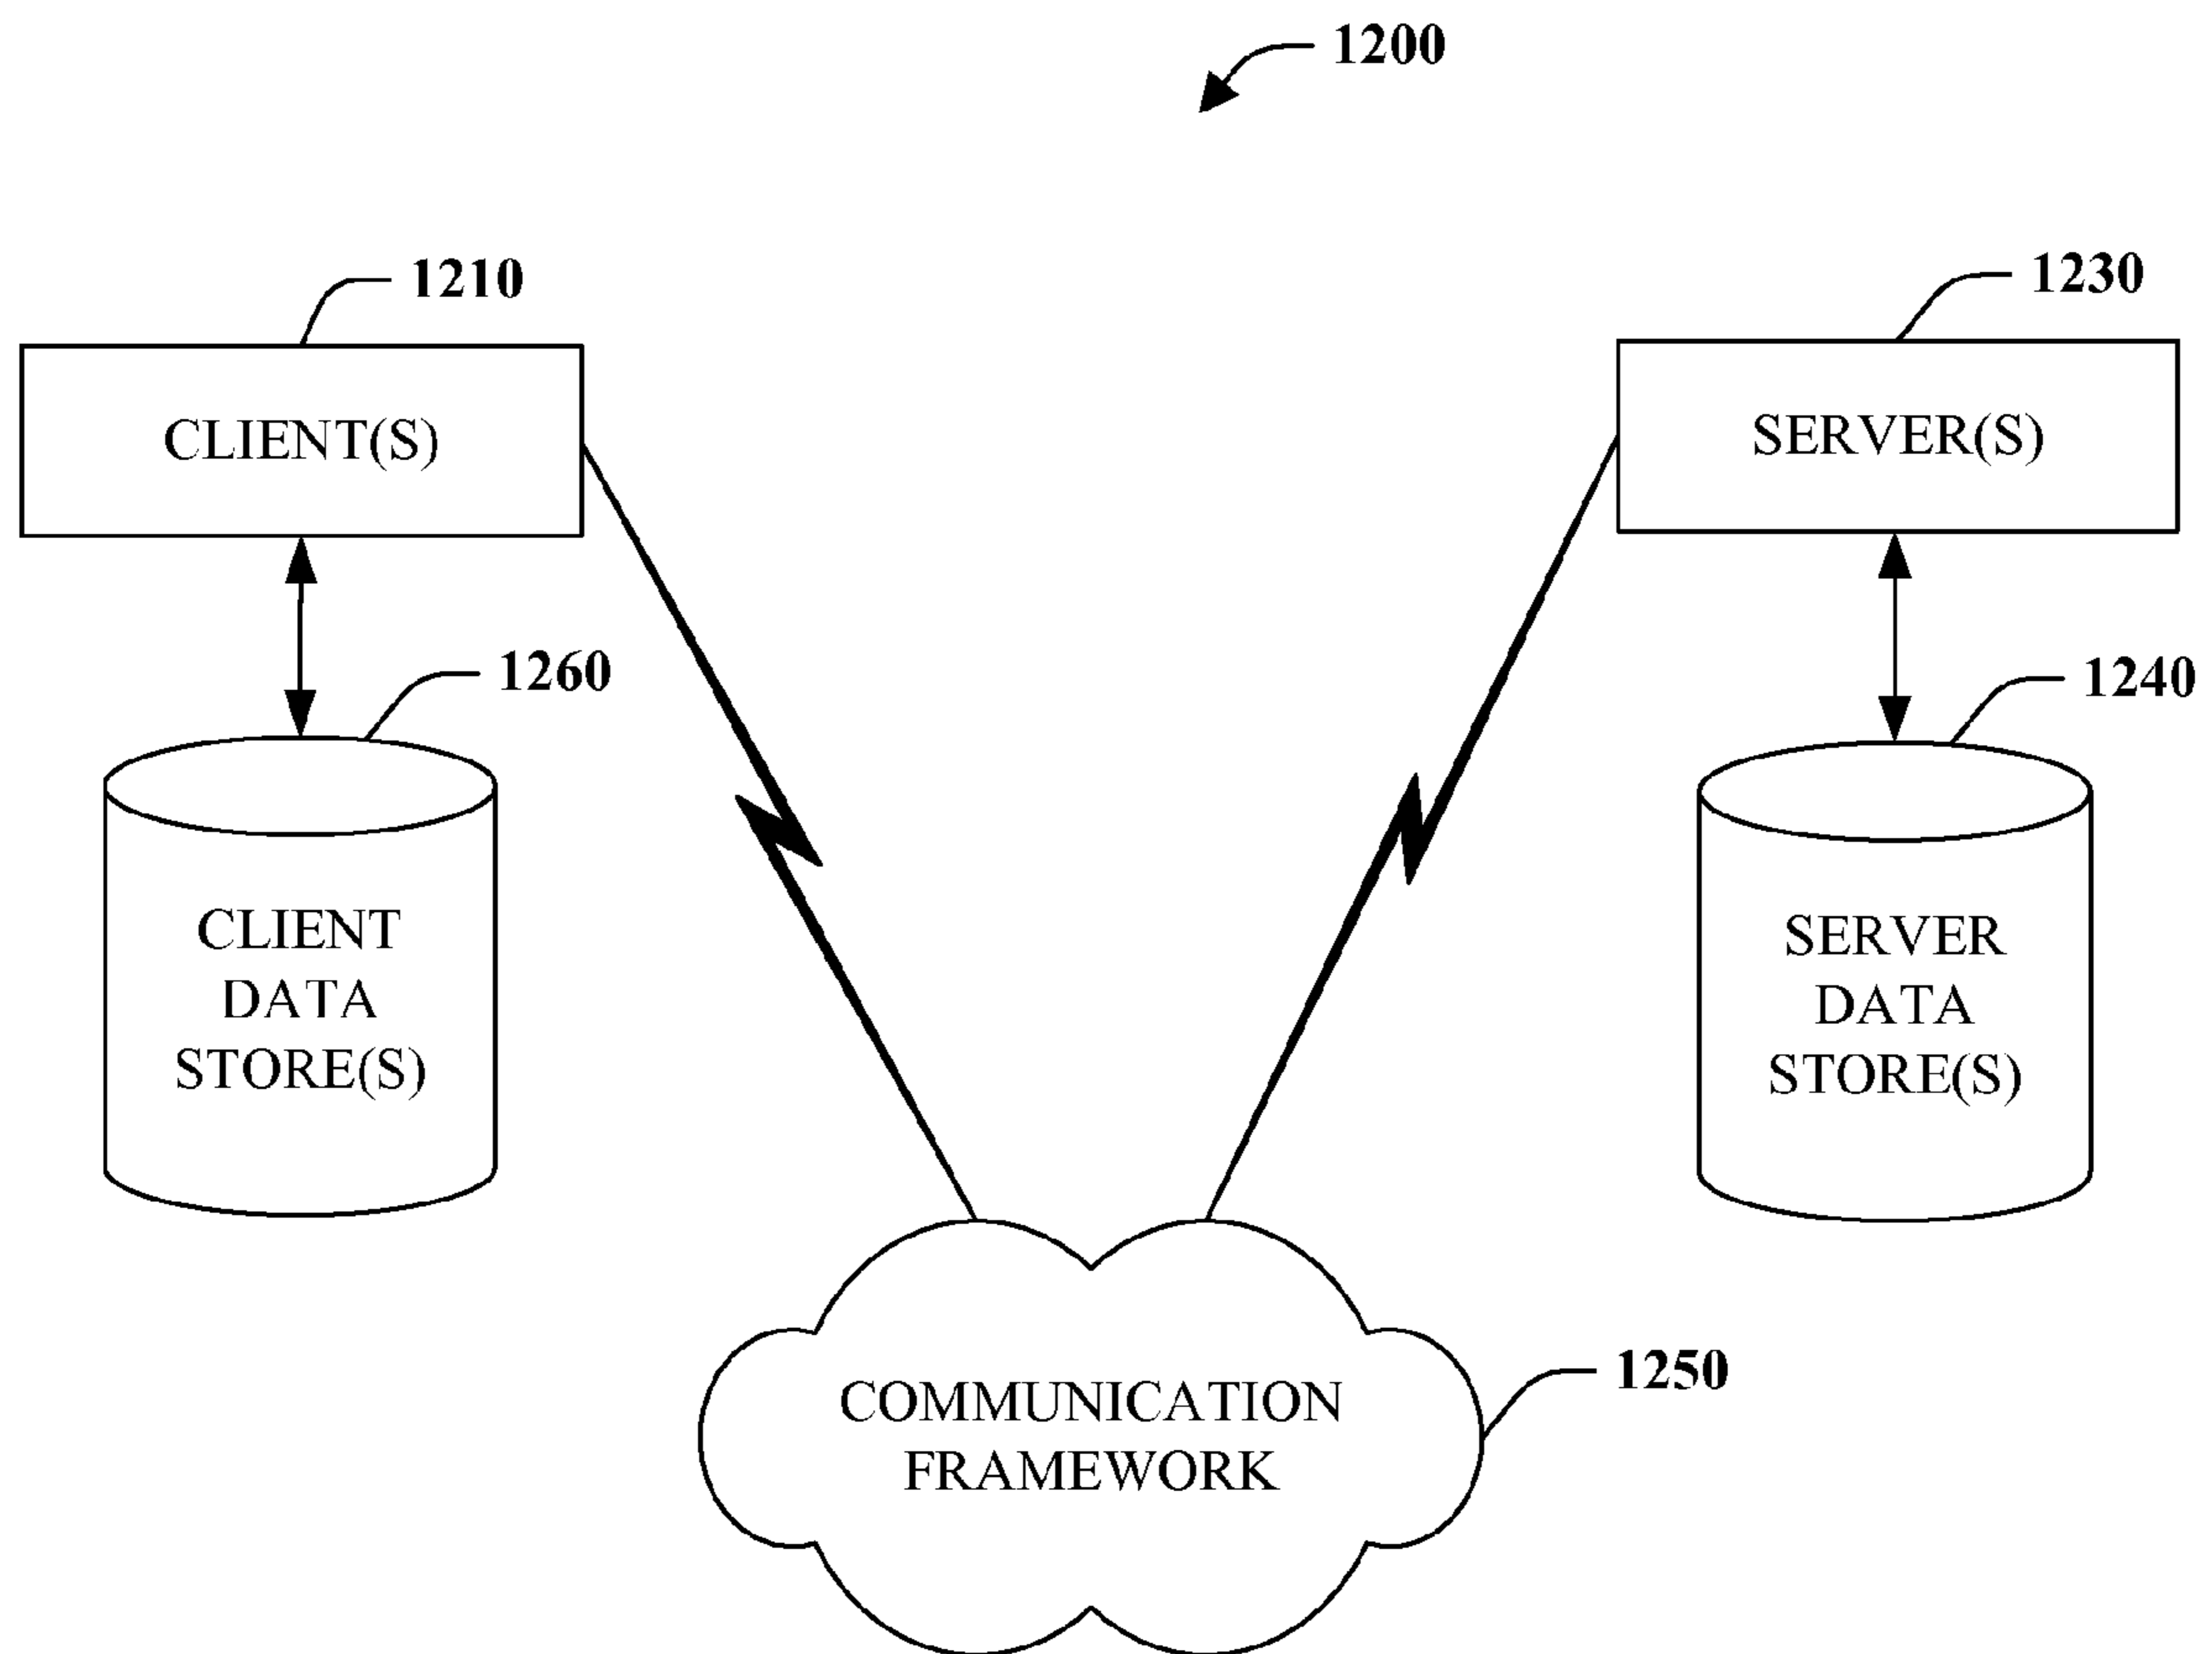 1200
1210
1230
CLIENT(S)
SERVER(S)
1260
1240
CLIENT
DATA
STORE(S)
SERVER
DATA
STORE(S)
1250
COMMUNICATION
FRAMEWORK